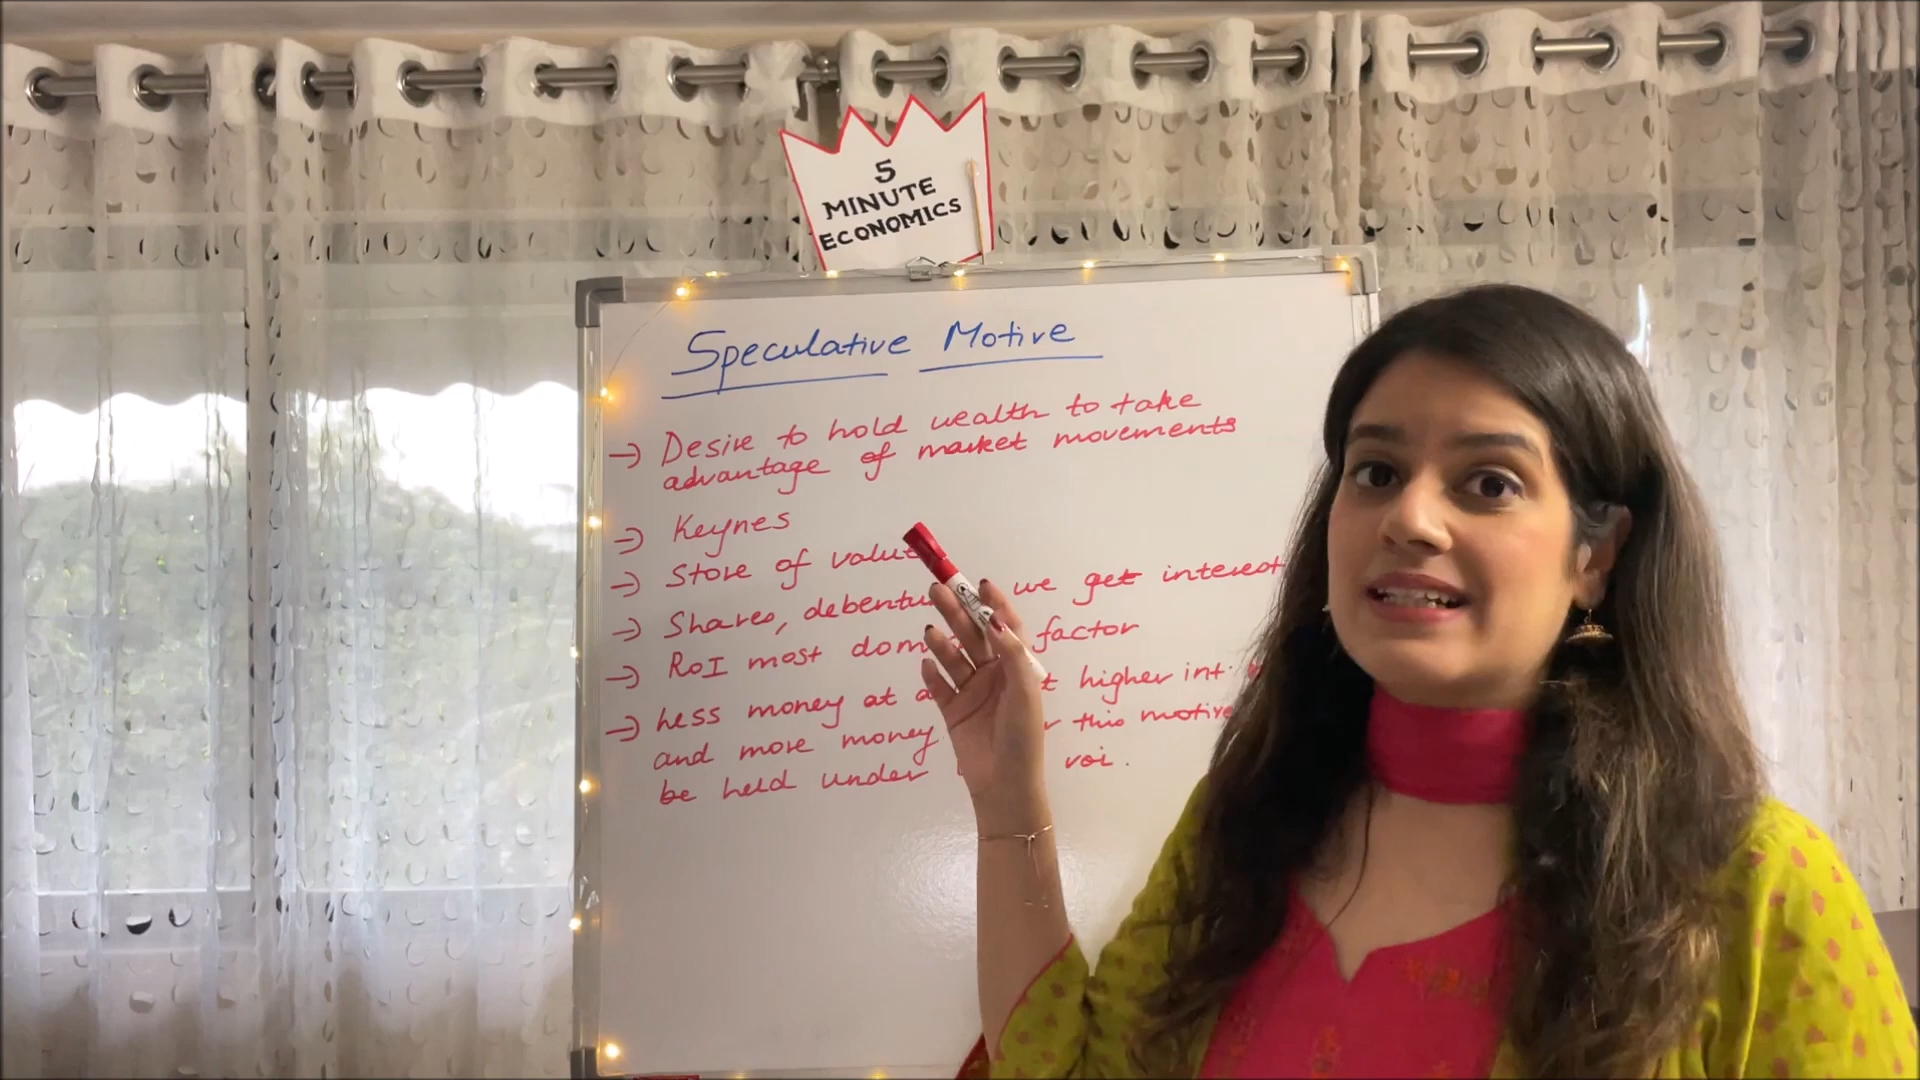 5
MINUTE
ECONOMICS
Speculative Motive
→ Desire to hold wealth to take
advantage of market movements
→ Keynes
→ Store of value
→ Shares, we get interest
→ RoI most factor
→ Less money at higher int.
and more money this motive
be held under roi.